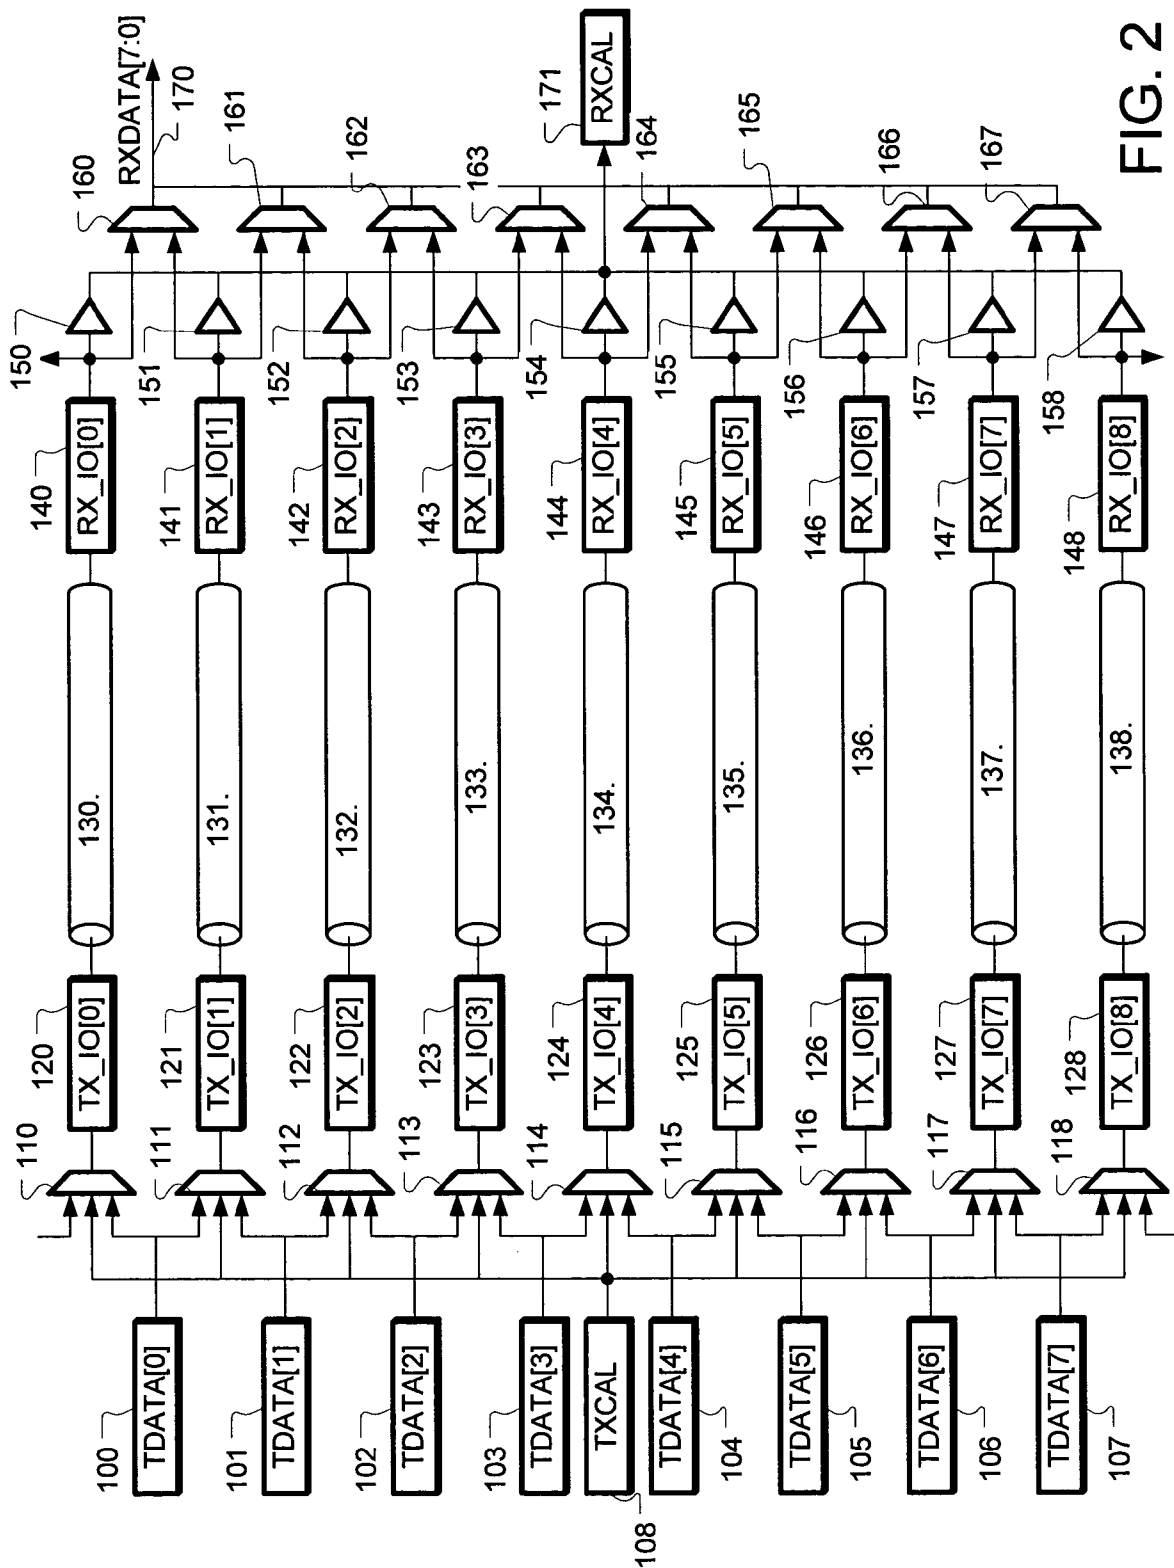 FIG. 2
100
TDATA[0]
101
TDATA[1]
102
TDATA[2]
103
TDATA[3]
TXCAL
108
TDATA[4]
104
TDATA[5]
105
TDATA[6]
106
TDATA[7]
107
110
111
112
113
114
115
116
117
118
120
TX_IO[0]
121
TX_IO[1]
122
TX_IO[2]
123
TX_IO[3]
124
TX_IO[4]
125
TX_IO[5]
126
TX_IO[6]
127
TX_IO[7]
128
TX_IO[8]
130.
131.
132.
133.
134.
135.
136.
137.
138.
140
RX_IO[0]
141
RX_IO[1]
142
RX_IO[2]
143
RX_IO[3]
144
RX_IO[4]
145
RX_IO[5]
146
RX_IO[6]
147
RX_IO[7]
148
RX_IO[8]
150
151
152
153
154
155
156
157
158
160
RXDATA[7:0]
170
161
162
163
171
RXCAL
164
165
166
167